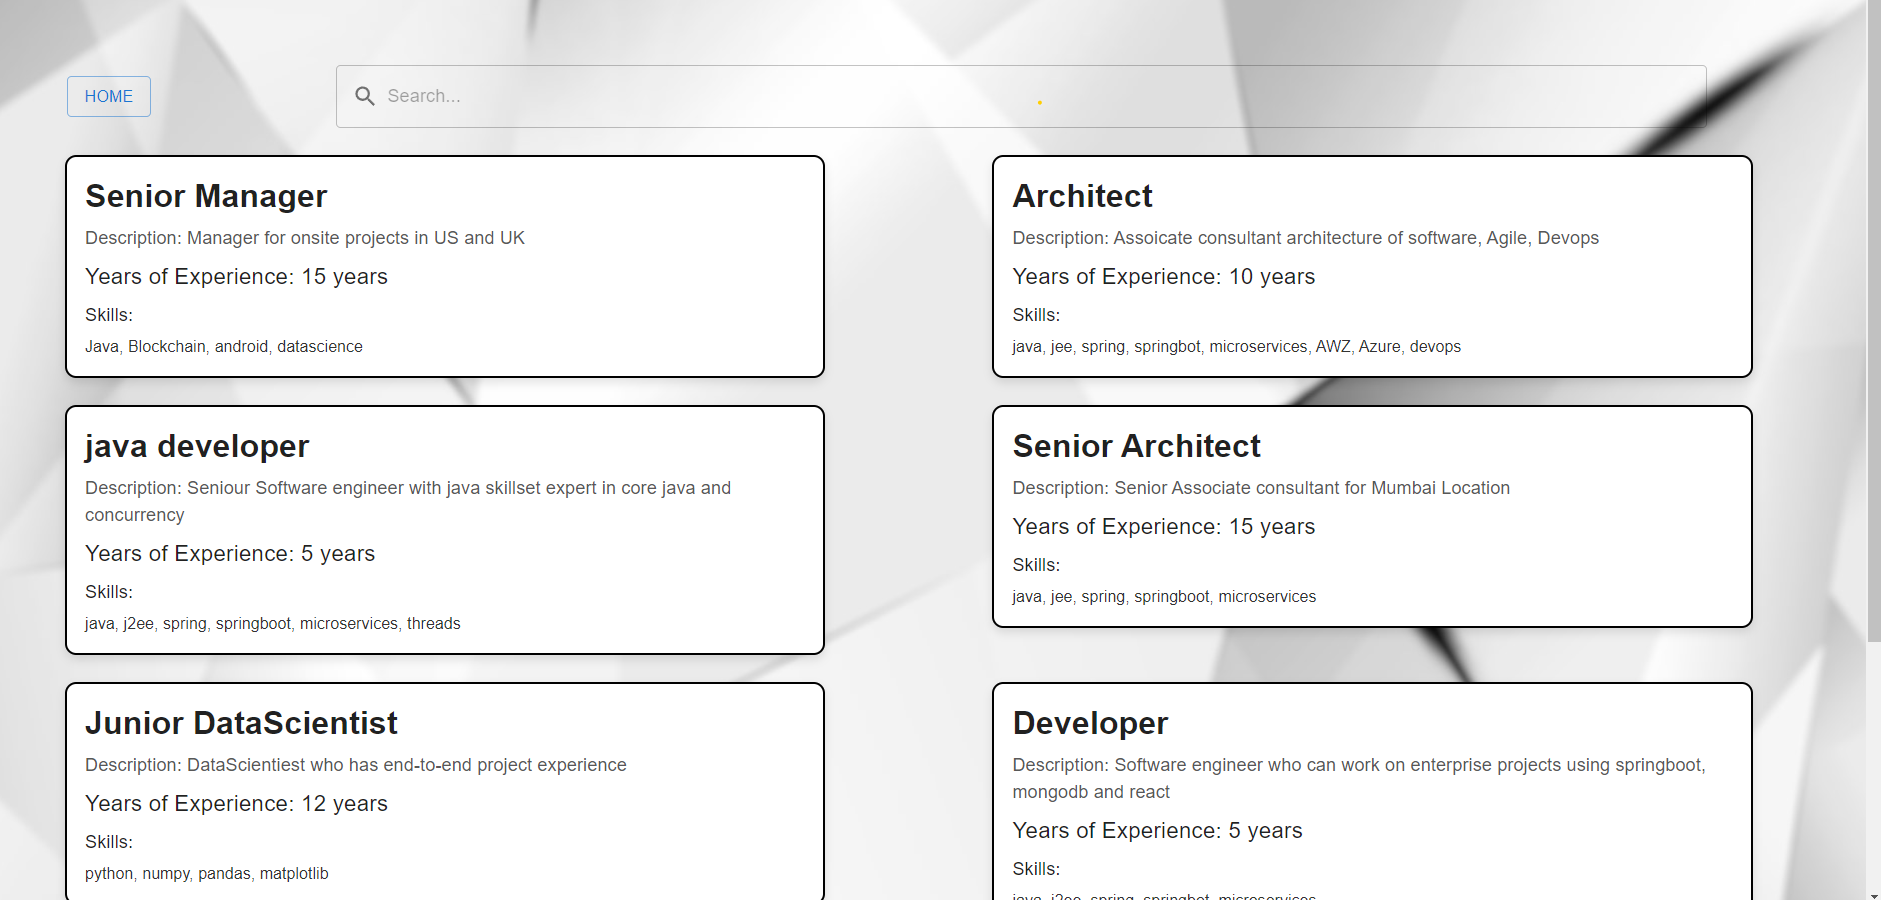 HOME
Search...
Senior Manager
Description: Manager for onsite projects in US and UK
Years of Experience: 15 years
Skills:
Java, Blockchain, android, datascience
Architect
Description: Assoicate consultant architecture of software, Agile, Devops
Years of Experience: 10 years
Skills:
java, jee, spring, springbot, microservices, AWZ, Azure, devops
java developer
Description: Seniour Software engineer with java skillset expert in core java and
concurrency
Years of Experience: 5 years
Skills:
java, j2ee, spring, springboot, microservices, threads
Senior Architect
Description: Senior Associate consultant for Mumbai Location
Years of Experience: 15 years
Skills:
java, jee, spring, springboot, microservices
Junior DataScientist
Description: DataScientiest who has end-to-end project experience
Years of Experience: 12 years
Skills:
python, numpy, pandas, matplotlib
Developer
Description: Software engineer who can work on enterprise projects using springboot,
mongodb and react
Years of Experience: 5 years
Skills:
java, j2ee, spring, springbot, microservices